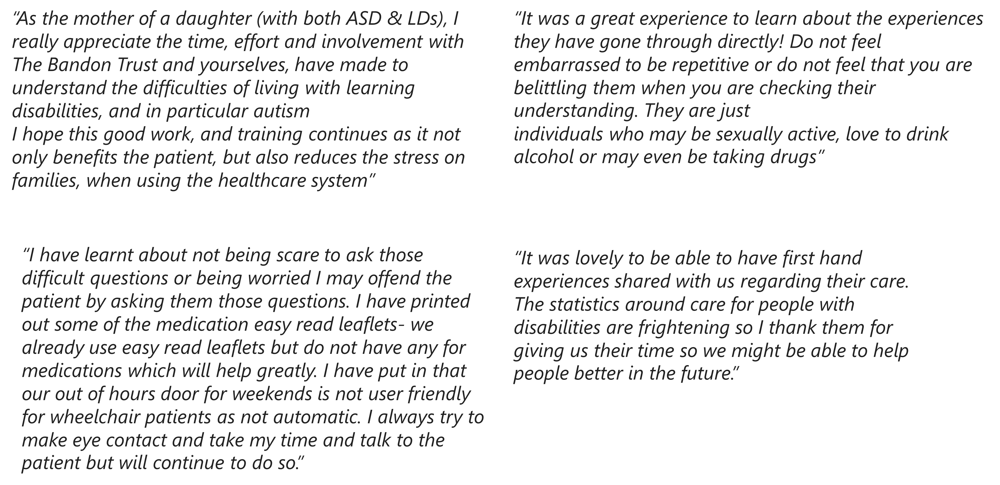 “As the mother of a daughter (with both ASD & LDs), I
really appreciate the time, effort and involvement with
The Bandon Trust and yourselves, have made to
understand the difficulties of living with learning
disabilities, and in particular autism
I hope this good work, and training continues as it not
only benefits the patient, but also reduces the stress on
families, when using the healthcare system”
“It was a great experience to learn about the experiences
they have gone through directly! Do not feel
embarrassed to be repetitive or do not feel that you are
belittling them when you are checking their
understanding. They are just
individuals who may be sexually active, love to drink
alcohol or may even be taking drugs”
“I have learnt about not being scare to ask those
difficult questions or being worried I may offend the
patient by asking them those questions. I have printed
out some of the medication easy read leaflets- we
already use easy read leaflets but do not have any for
medications which will help greatly. I have put in that
our out of hours door for weekends is not user friendly
for wheelchair patients as not automatic. I always try to
make eye contact and take my time and talk to the
patient but will continue to do so.”
“It was lovely to be able to have first hand
experiences shared with us regarding their care.
The statistics around care for people with
disabilities are frightening so I thank them for
giving us their time so we might be able to help
people better in the future.”